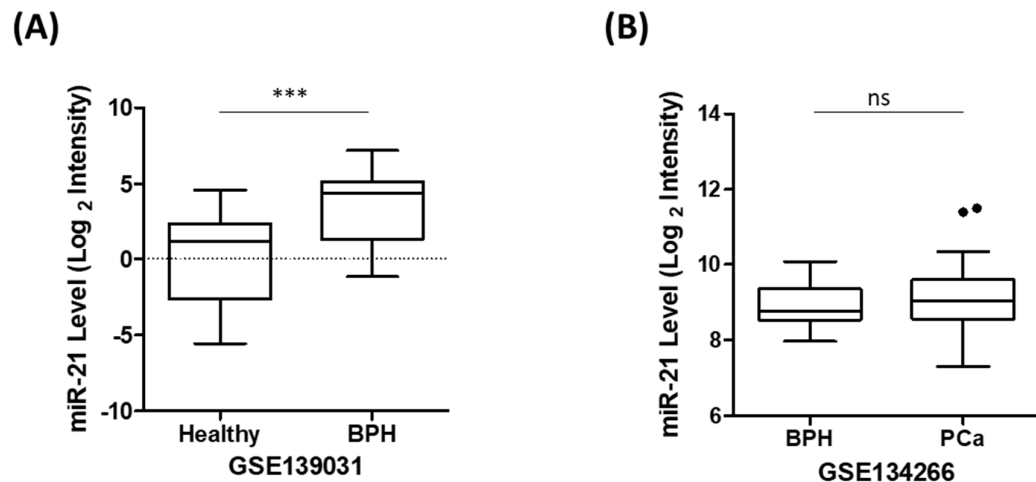 (A)
***
miR-21 Level (Log 2 Intensity)
10
5
0
-5
-10
Healthy
BPH
GSE139031
(B)
ns
miR-21 Level (Log 2 Intensity)
14
12
10
8
6
BPH
PCa
GSE134266